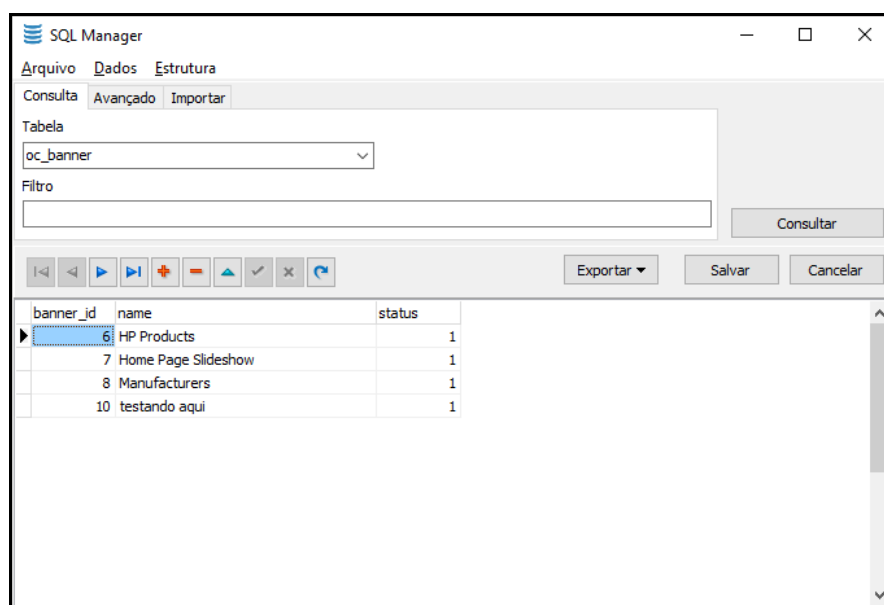 SQL Manager
Arquivo Dados Estrutura
Consulta Avançado Importar
Tabela
oc_banner
Filtro
Consultar
Exportar Salvar Cancelar
banner_id name status
6 HP Products 1
7 Home Page Slideshow 1
8 Manufacturers 1
10 testando aqui 1